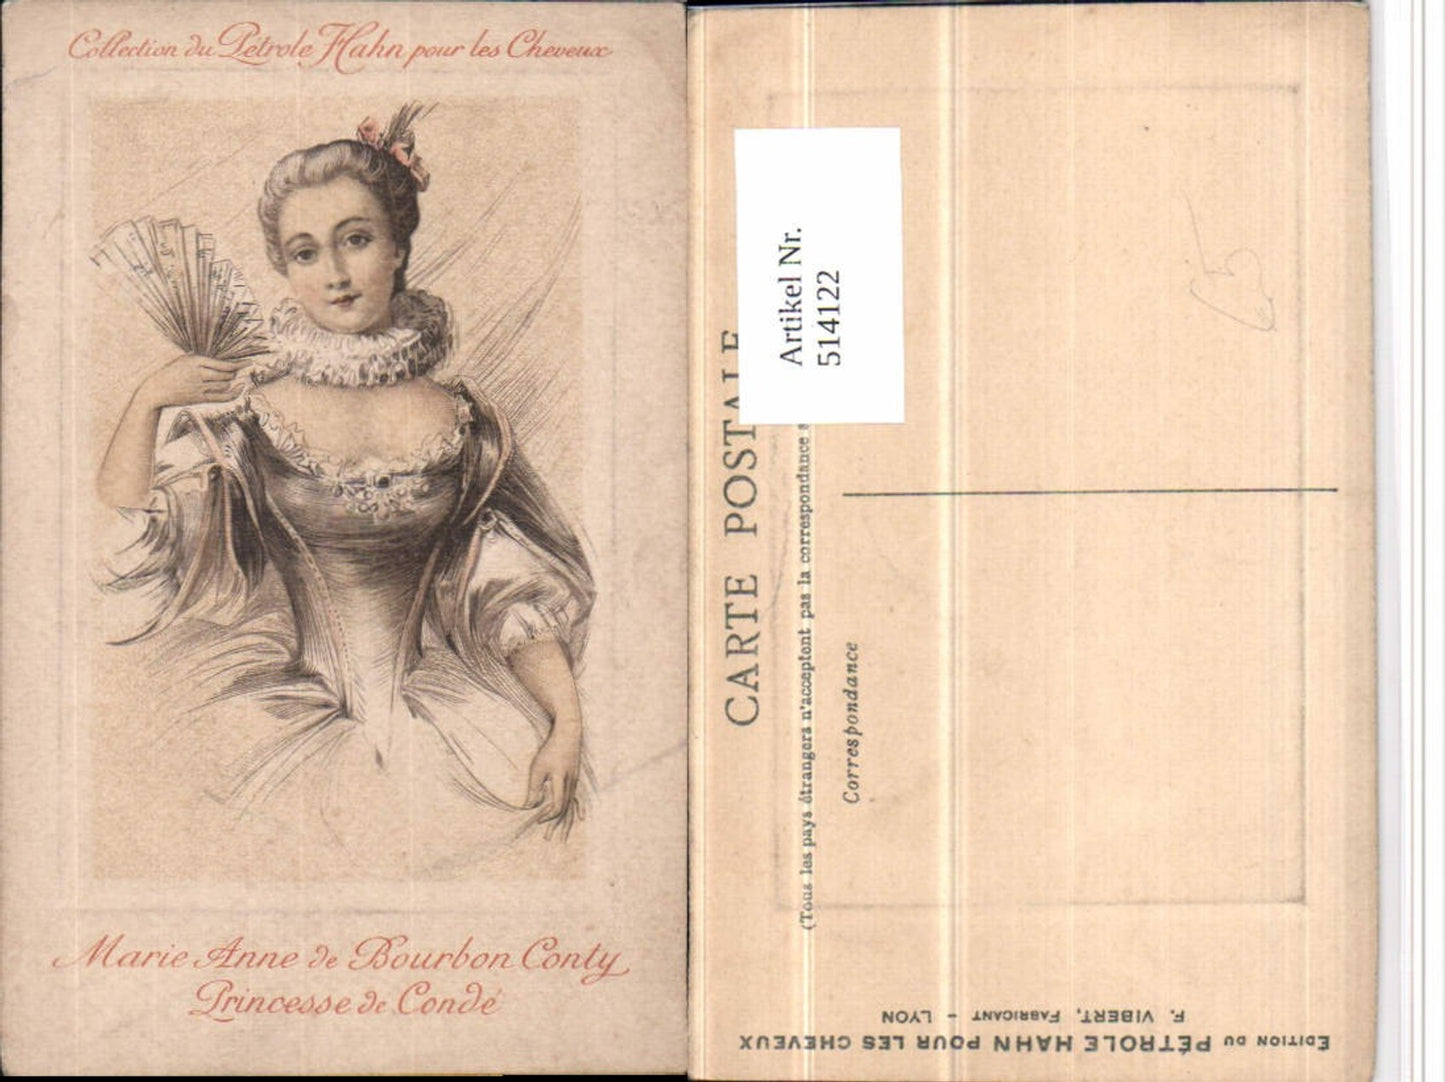 Collection du Pétrole Hahn pour les Cheveux
Marie Anne de Bourbon Conty
Princesse de Condé
Artikel Nr.
514122
CARTE POSTALE
(Tous les pays étrangers n'acceptent pas la correspondance
Correspondance
EDITION DU PÉTROLE HAHN POUR LES CHEVEUX
F. VIBERT, FABRICANT - LYON